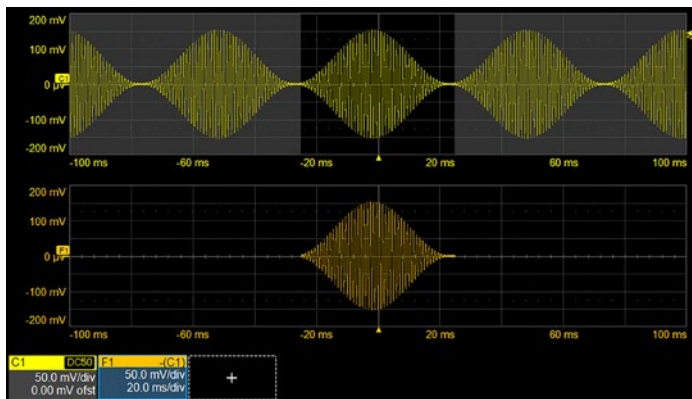 200 mV
100 mV
C1
0 µV
-100 mV
-200 mV
-100 ms -60 ms -20 ms 20 ms 60 ms 100 ms
200 mV
100 mV
F1
0 µV
-100 mV
-200 mV
-100 ms -60 ms -20 ms 20 ms 60 ms 100 ms
C1 DC50 F1 -(C1)
50.0 mV/div 50.0 mV/div
0.00 mV ofst 20.0 ms/div
+